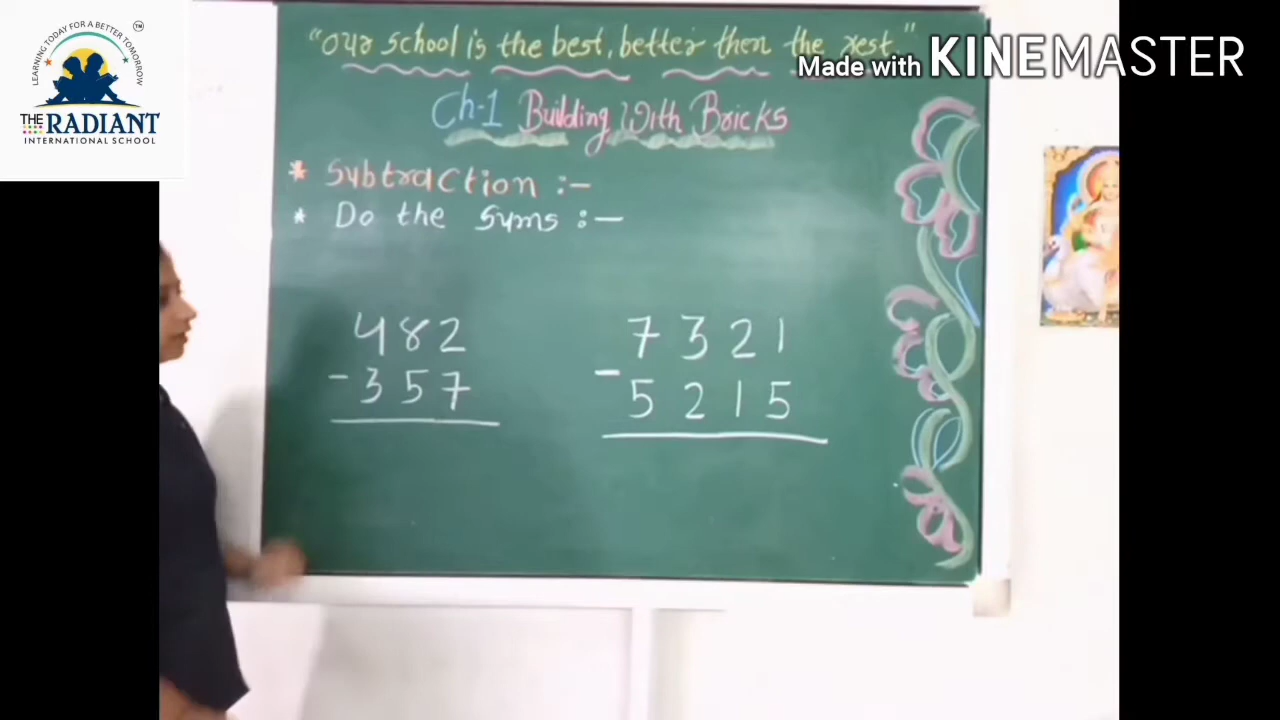 LEARNING TODAY FOR A BETTER TOMORROW
TM
THE RADIANT
INTERNATIONAL SCHOOL
Made with KINEMASTER
"Our school is the best, better then the rest."
Ch-1 Building With Bricks
* Subtraction :-
* Do the Sums :-
482
-357
7321
-5215